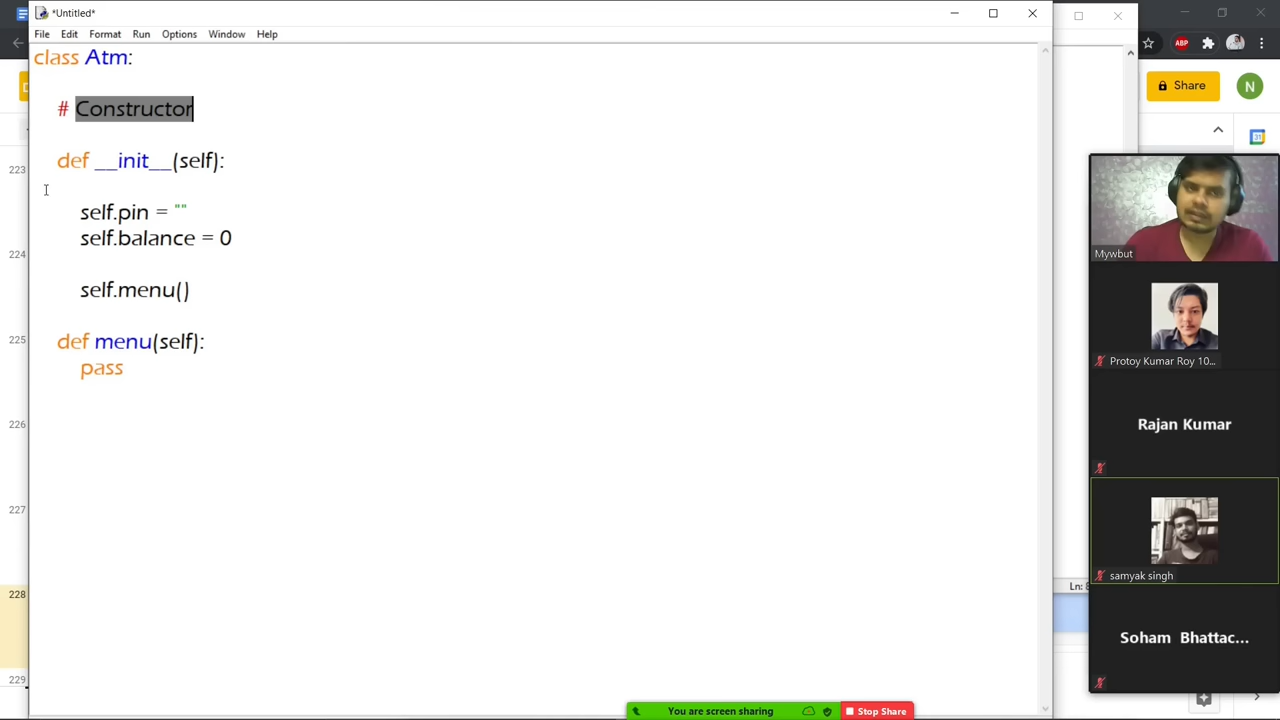 *Untitled*
File Edit Format Run Options Window Help
class Atm:
# Constructor
def __init__(self):
self.pin = ""
self.balance = 0
self.menu()
def menu(self):
pass
223
224
225
226
227
228
229
ABP
Share
N
Mywbut
Protoy Kumar Roy 10...
Rajan Kumar
samyak singh
Soham Bhattac...
You are screen sharing
Stop Share